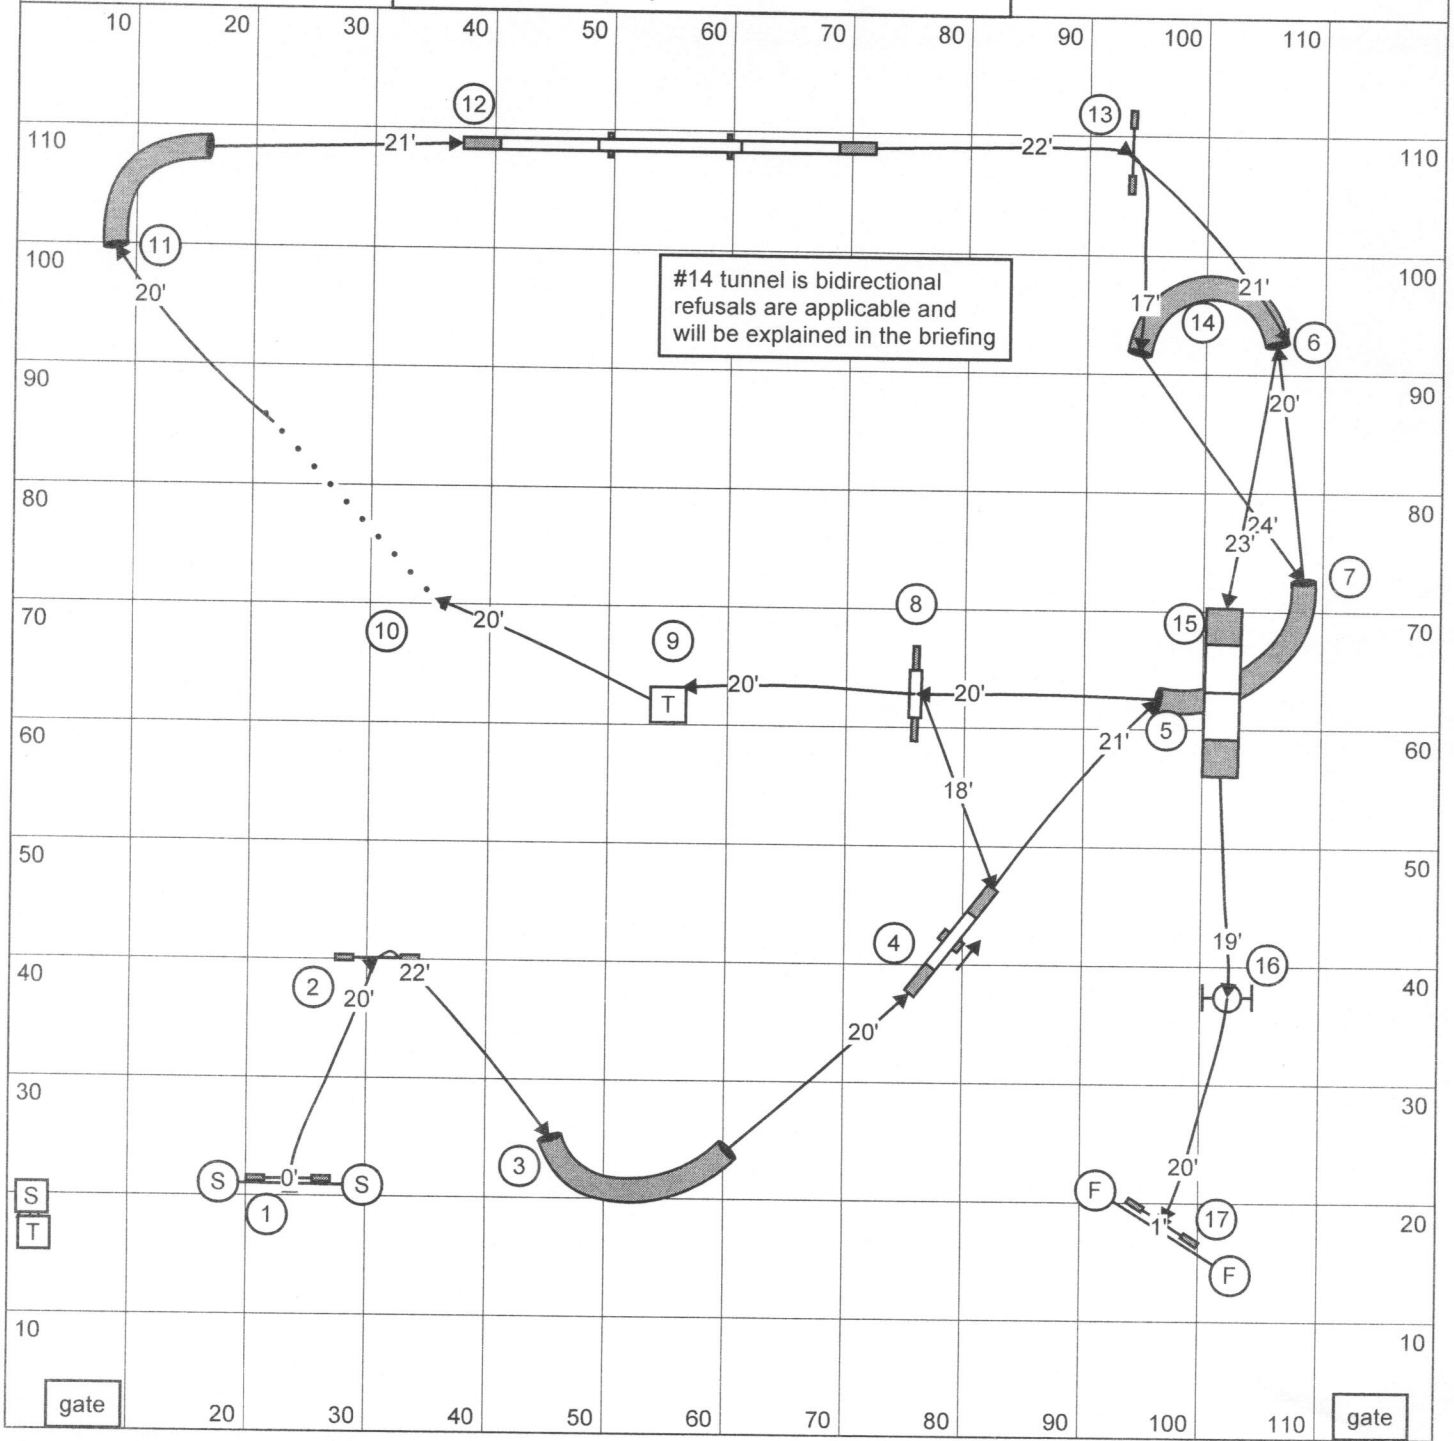 10 20 30 40 50 60 70 80 90 100 110
12
13
110 21' 22' 110
11
100 100
20'
#14 tunnel is bidirectional
refusals are applicable and
will be explained in the briefing
17' 21'
14 6
90 90
20'
80 80
24'
23'
7
8
15
70 20' 70
10 9
20' 20'
T
60 5 60
21'
18'
50 50
4
19'
40 22' 16 40
2 20'
20'
30 30
3
20'
S 0' S
S 1 F 17 20
T 1'
F
10 10
gate 20 30 40 50 60 70 80 90 100 110 gate